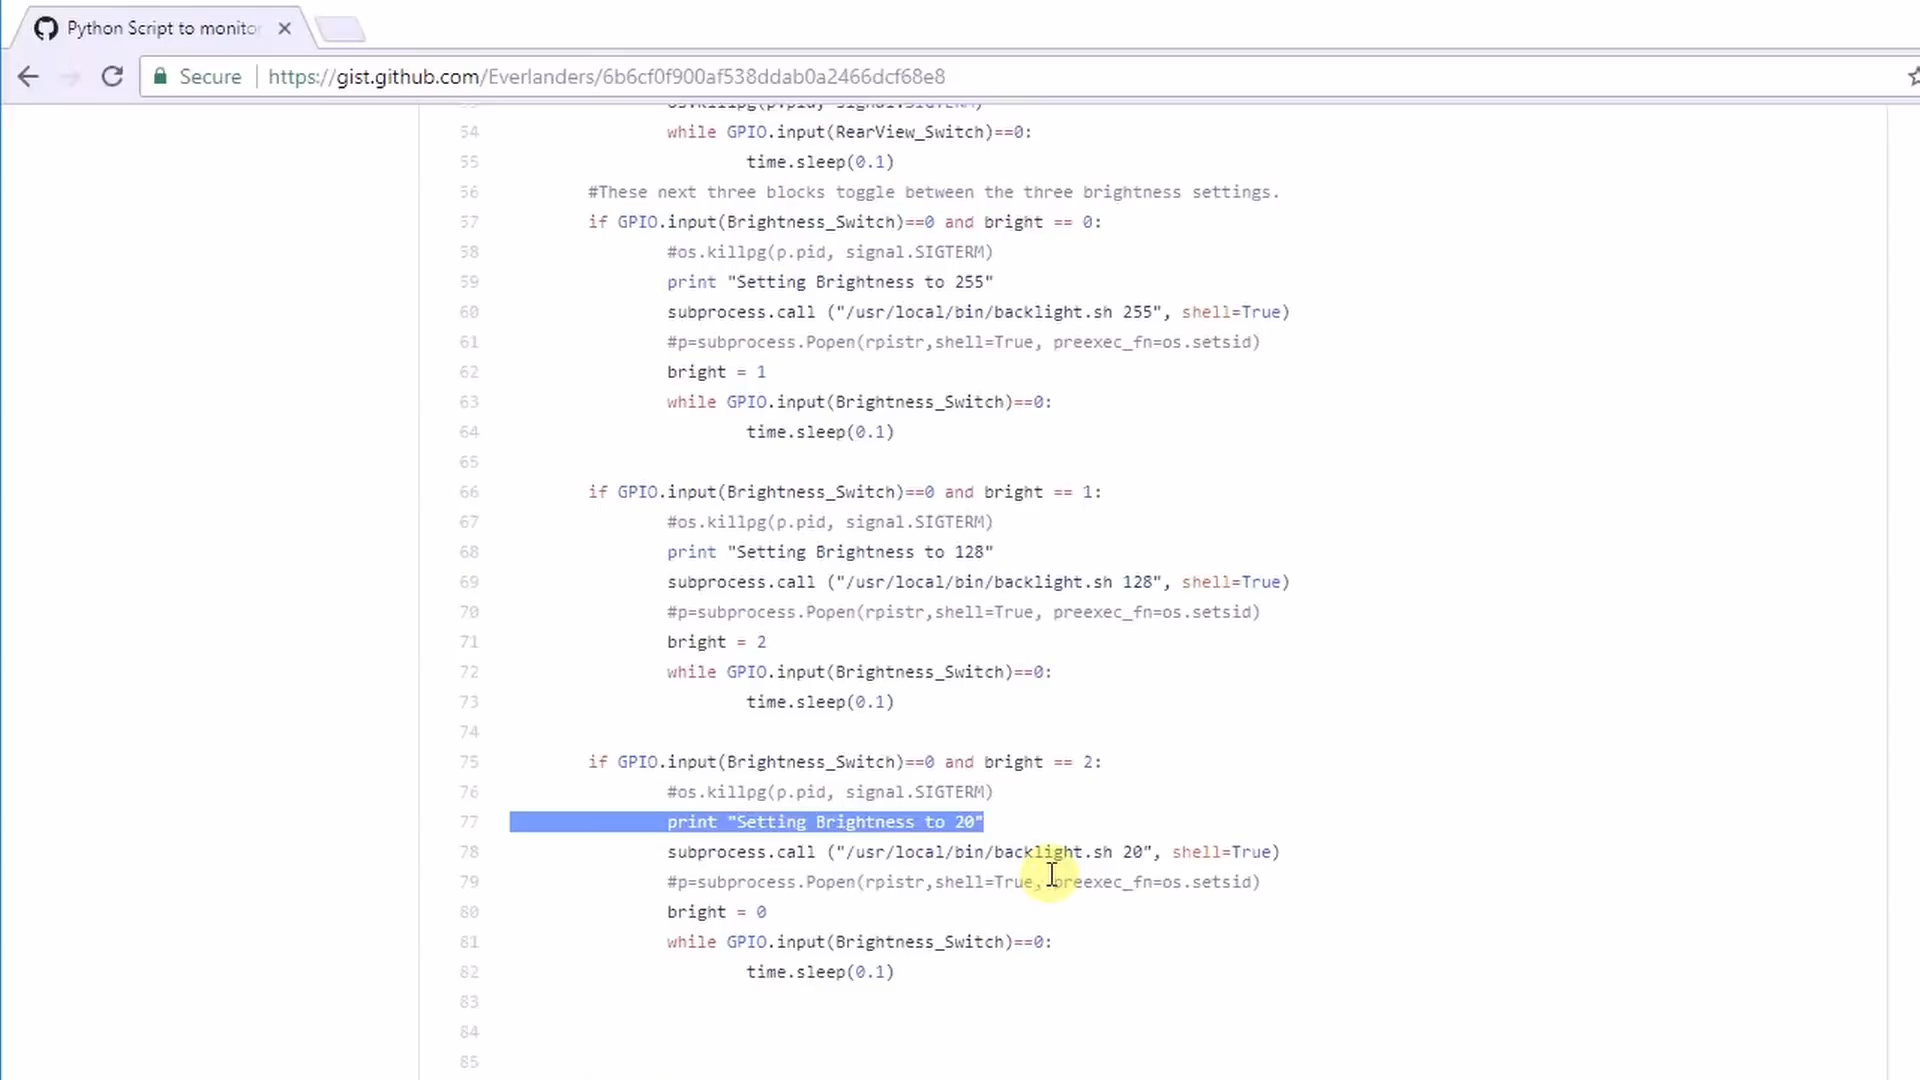 Python Script to monitor
Secure https://gist.github.com/Everlanders/6b6cf0f900af538ddab0a2466dcf68e8
os.killpg(p.pid, signal.SIGTERM)
54 while GPIO.input(RearView_Switch)==0:
55 time.sleep(0.1)
56 #These next three blocks toggle between the three brightness settings.
57 if GPIO.input(Brightness_Switch)==0 and bright == 0:
58 #os.killpg(p.pid, signal.SIGTERM)
59 print "Setting Brightness to 255"
60 subprocess.call ("/usr/local/bin/backlight.sh 255", shell=True)
61 #p=subprocess.Popen(rpistr,shell=True, preexec_fn=os.setsid)
62 bright = 1
63 while GPIO.input(Brightness_Switch)==0:
64 time.sleep(0.1)
65
66 if GPIO.input(Brightness_Switch)==0 and bright == 1:
67 #os.killpg(p.pid, signal.SIGTERM)
68 print "Setting Brightness to 128"
69 subprocess.call ("/usr/local/bin/backlight.sh 128", shell=True)
70 #p=subprocess.Popen(rpistr,shell=True, preexec_fn=os.setsid)
71 bright = 2
72 while GPIO.input(Brightness_Switch)==0:
73 time.sleep(0.1)
74
75 if GPIO.input(Brightness_Switch)==0 and bright == 2:
76 #os.killpg(p.pid, signal.SIGTERM)
77 print "Setting Brightness to 20"
78 subprocess.call ("/usr/local/bin/backlight.sh 20", shell=True)
79 #p=subprocess.Popen(rpistr,shell=True, preexec_fn=os.setsid)
80 bright = 0
81 while GPIO.input(Brightness_Switch)==0:
82 time.sleep(0.1)
83
84
85